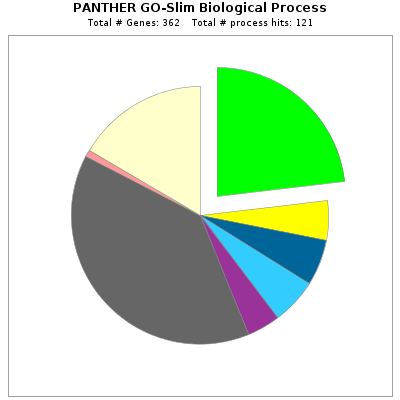 PANTHER GO-Slim Biological Process
Total # Genes: 362 Total # process hits: 121